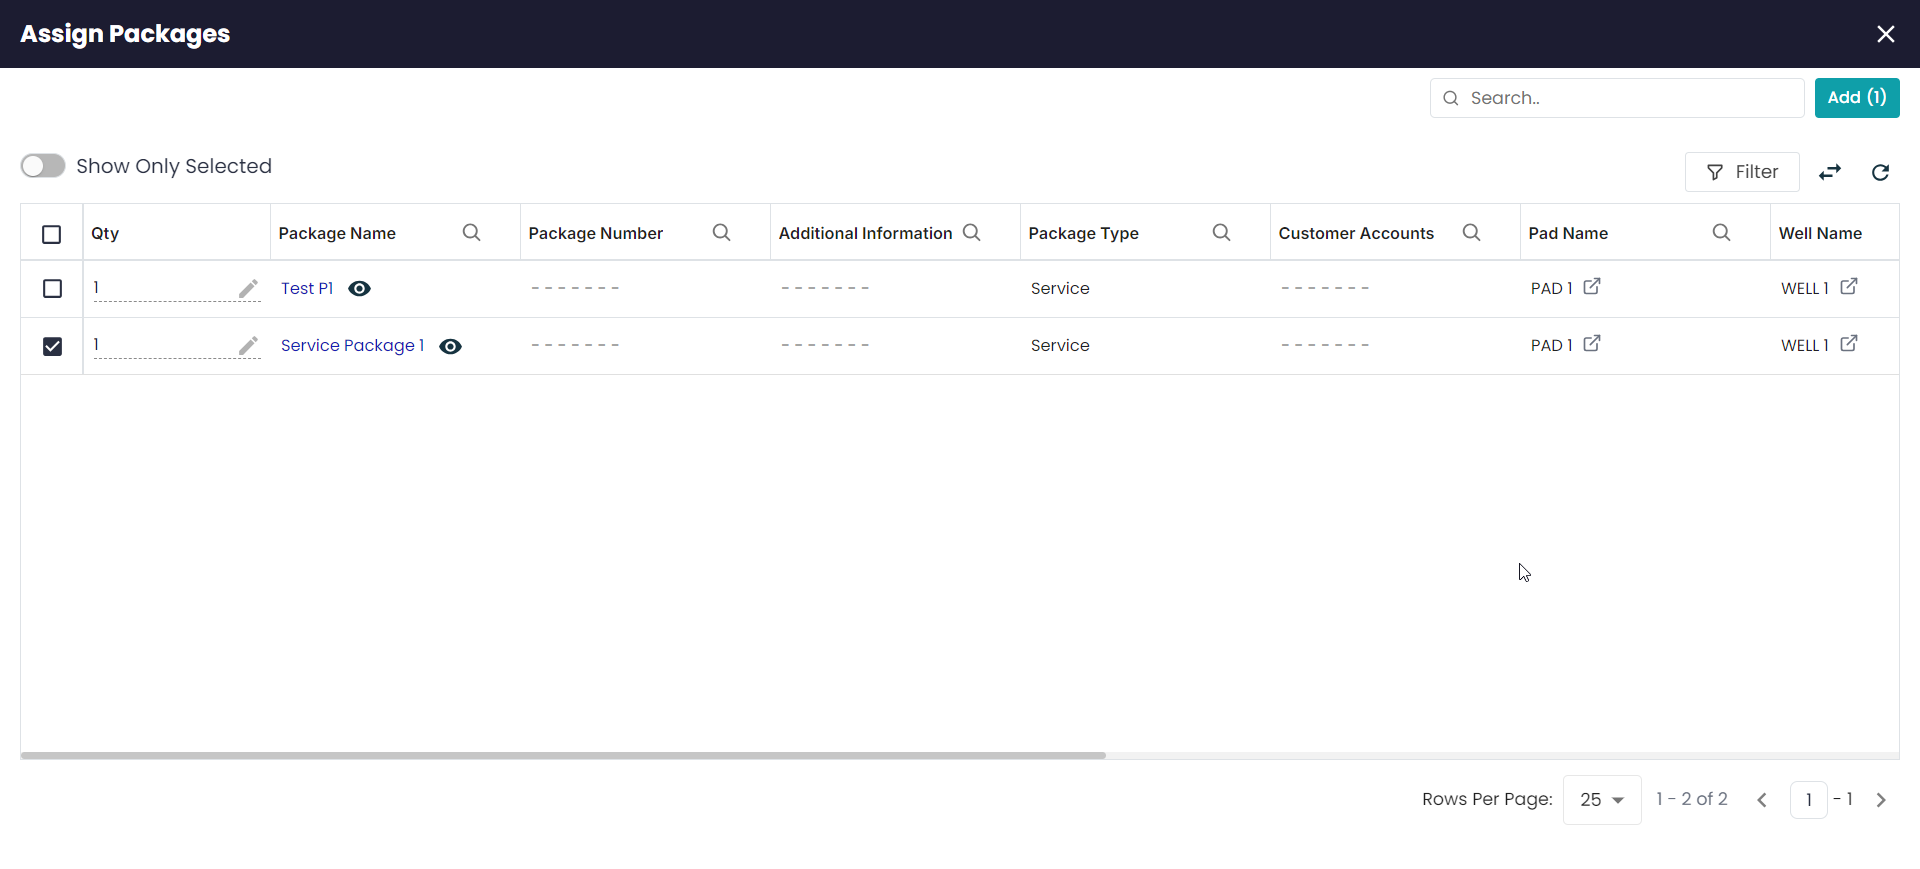 Assign Packages
Search..
Add (1)
Show Only Selected
Filter
Qty Package Name Package Number Additional Information Package Type Customer Accounts Pad Name Well Name
1 Test P1 ------- ------- Service ------- PAD 1 WELL 1
1 Service Package 1 ------- ------- Service ------- PAD 1 WELL 1
Rows Per Page: 25 1 - 2 of 2 1 - 1